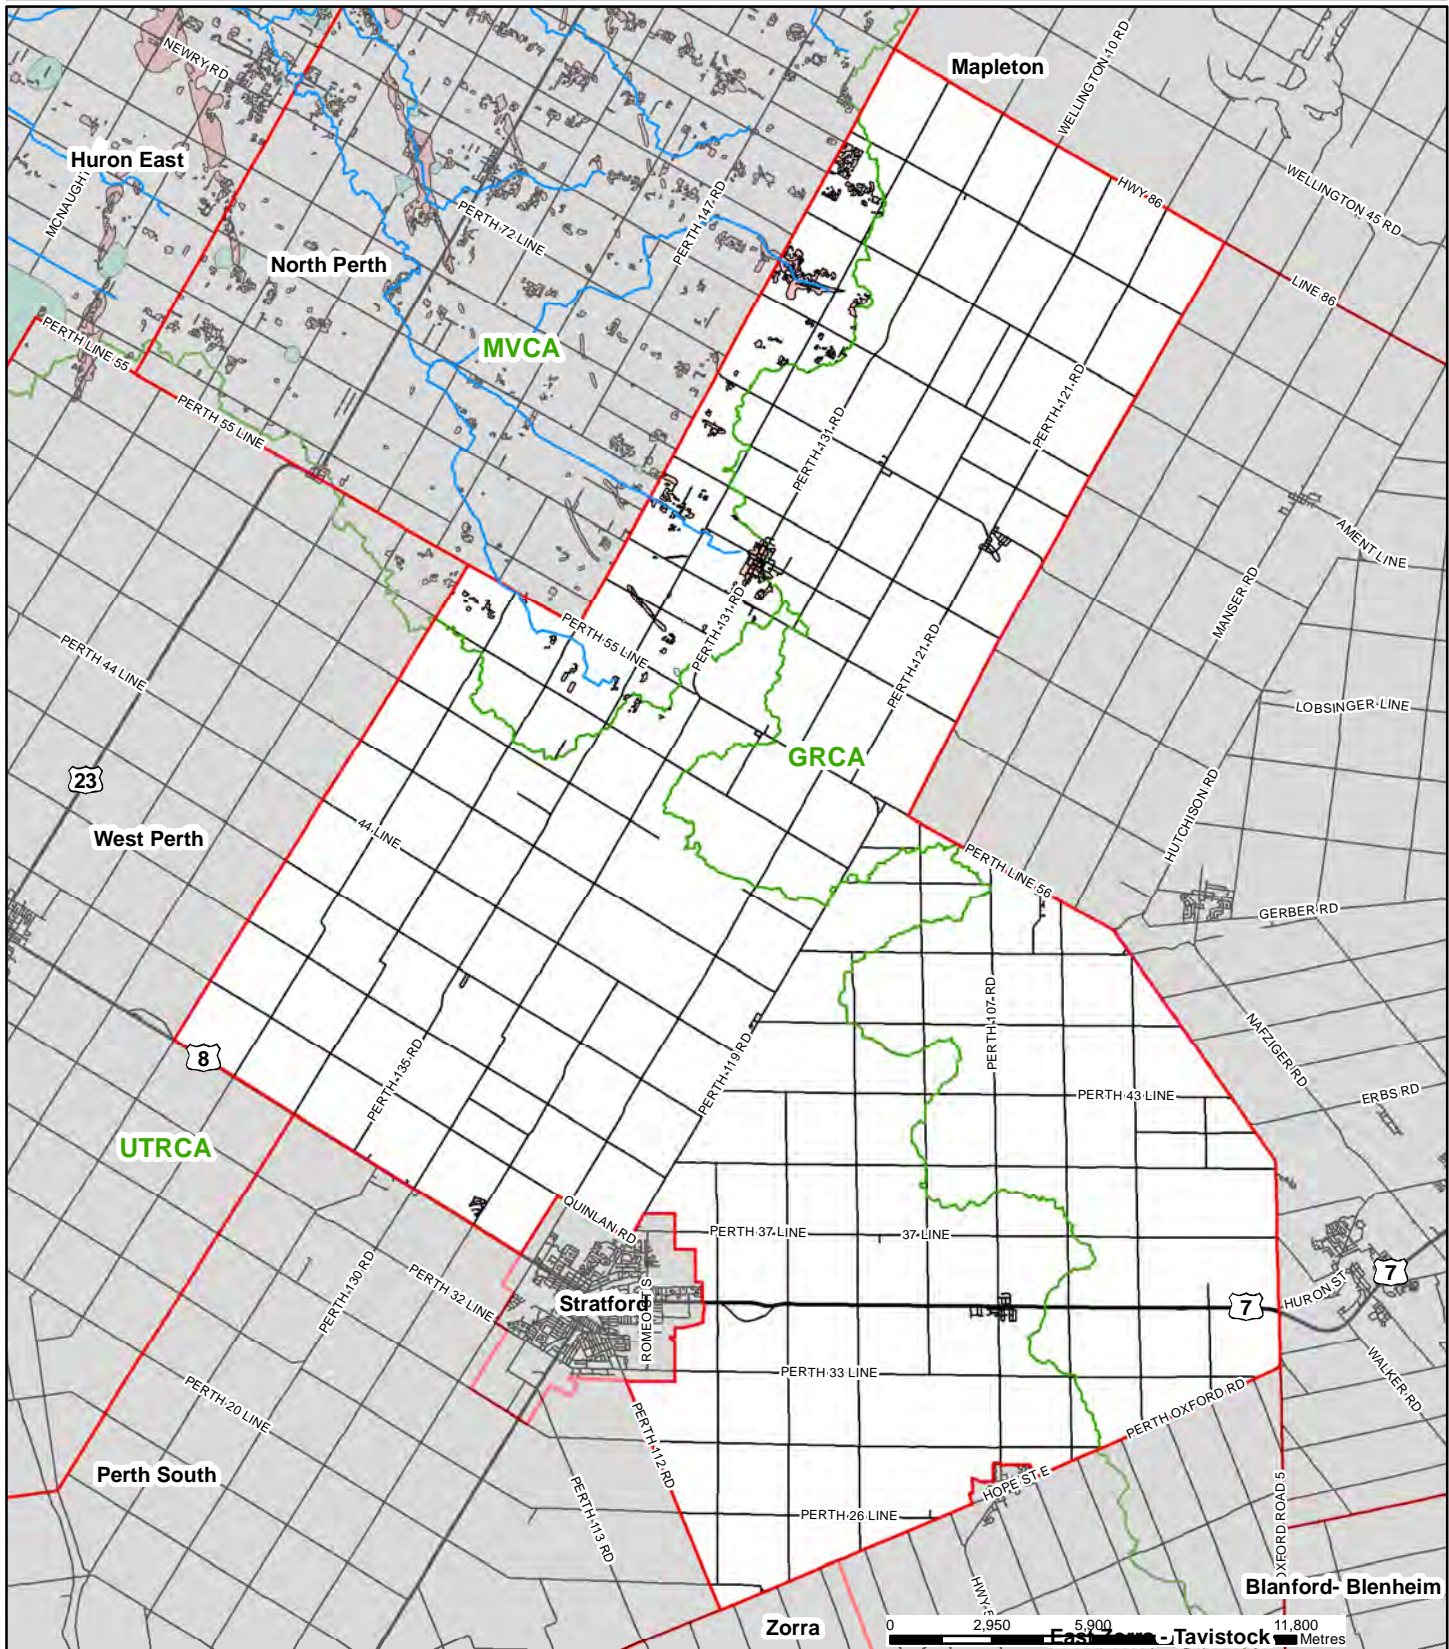 Mapleton
WELLINGTON 10 RD
NEWRY RD
Huron East
MCNAUGHT
WELLINGTON 45 RD
HWY 86
PERTH 147 RD
PERTH 72 LINE
North Perth
LINE 86
MVCA
PERTH LINE 55
PERTH 55 LINE
PERTH 121 RD
PERTH 131 RD
AMENT LINE
MANSER RD
PERTH 131 RD
PERTH 55 LINE
PERTH 44 LINE
PERTH 121 RD
LOBSINGER LINE
GRCA
23
HUTCHISON RD
West Perth
44 LINE
PERTH LINE 56
GERBER RD
PERTH 107 RD
NAFZIGER RD
8
PERTH 135 RD
PERTH 119 RD
PERTH 43 LINE
ERBS RD
UTRCA
QUINLAN RD
PERTH 37 LINE
37 LINE
PERTH 130 RD
PERTH 32 LINE
7
HURON ST
Stratford
7
ROMEO ST S
PERTH 33 LINE
WALKER RD
PERTH 20 LINE
PERTH OXFORD RD
PERTH 112 RD
Perth South
HOPE ST E
PERTH 26 LINE
PERTH 113 RD
OXFORD ROAD 5
Blanford- Blenheim
Zorra
East Zorra - Tavistock
0 2,950 5,900 11,800
Metres